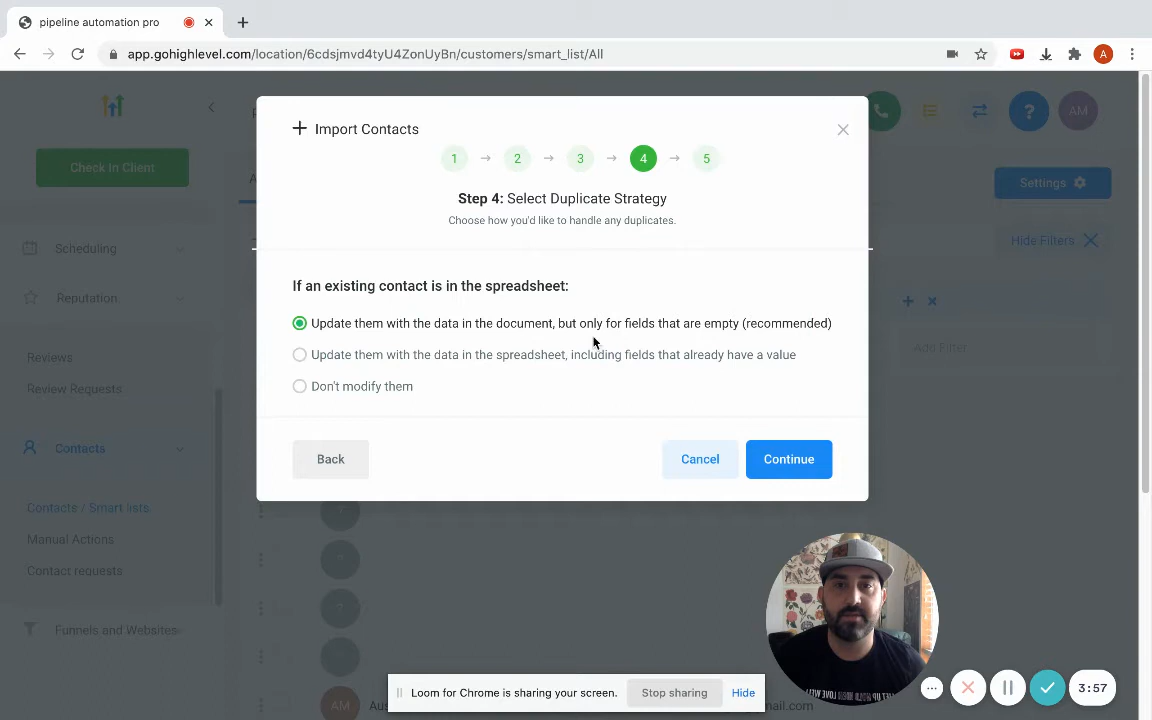 pipeline automation pro
app.gohighlevel.com/location/6cdsjmvd4tyU4ZonUyBn/customers/smart_list/All
A
Import Contacts
1 → 2 → 3 → 4 → 5
Step 4: Select Duplicate Strategy
Choose how you'd like to handle any duplicates.
If an existing contact is in the spreadsheet:
Update them with the data in the document, but only for fields that are empty (recommended)
Update them with the data in the spreadsheet, including fields that already have a value
Don't modify them
Back
Cancel
Continue
Check In Client
Scheduling
Reputation
Reviews
Review Requests
Contacts
Contacts / Smart lists
Manual Actions
Contact requests
Funnels and Websites
?
AM
Settings
Hide Filters
Add Filter
AM
Loom for Chrome is sharing your screen.
Stop sharing
Hide
3:57